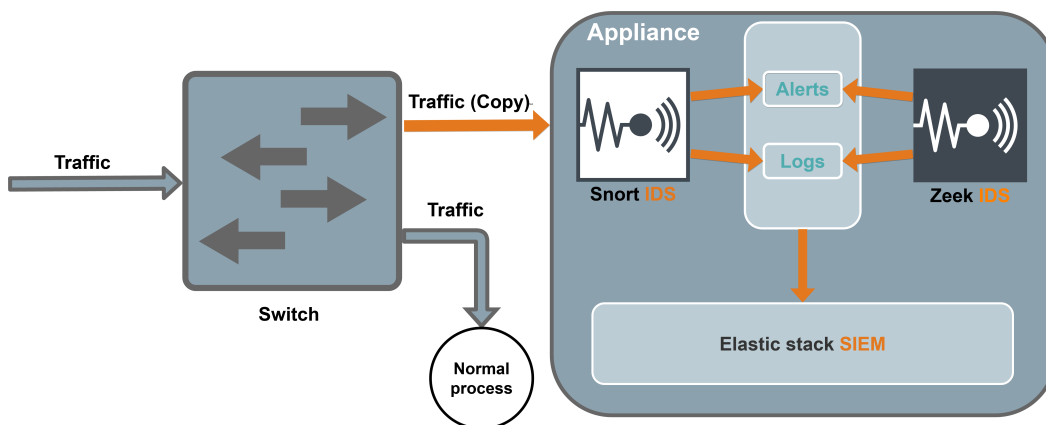 Appliance
Alerts
Traffic (Copy)
Traffic
Logs
Traffic
Snort IDS
Zeek IDS
Switch
Elastic stack SIEM
Normal
process